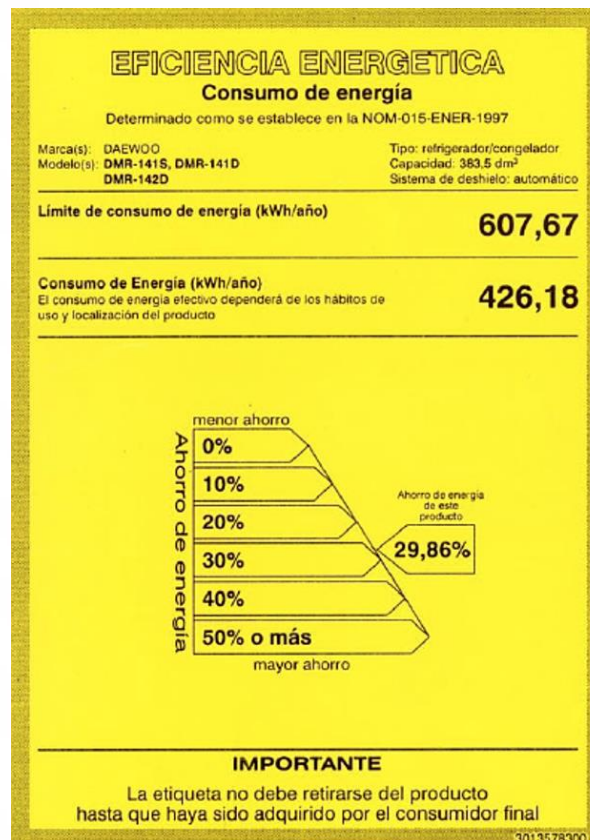 EFICIENCIA ENERGETICA
Consumo de energía
Determinado como se establece en la NOM-015-ENER-1997
Marca(s): DAEWOO
Modelo(s): DMR-141S, DMR-141D
DMR-142D
Tipo: refrigerador/congelador
Capacidad: 383,5 dm³
Sistema de deshielo: automático
Límite de consumo de energía (kWh/año)
607,67
Consumo de Energía (kWh/año)
El consumo de energía efectivo dependerá de los hábitos de
uso y localización del producto
426,18
menor ahorro
Ahorro de energía
0%
10%
20%
30%
40%
50% o más
mayor ahorro
Ahorro de energía
de este
producto
29,86%
IMPORTANTE
La etiqueta no debe retirarse del producto
hasta que haya sido adquirido por el consumidor final
3013578300